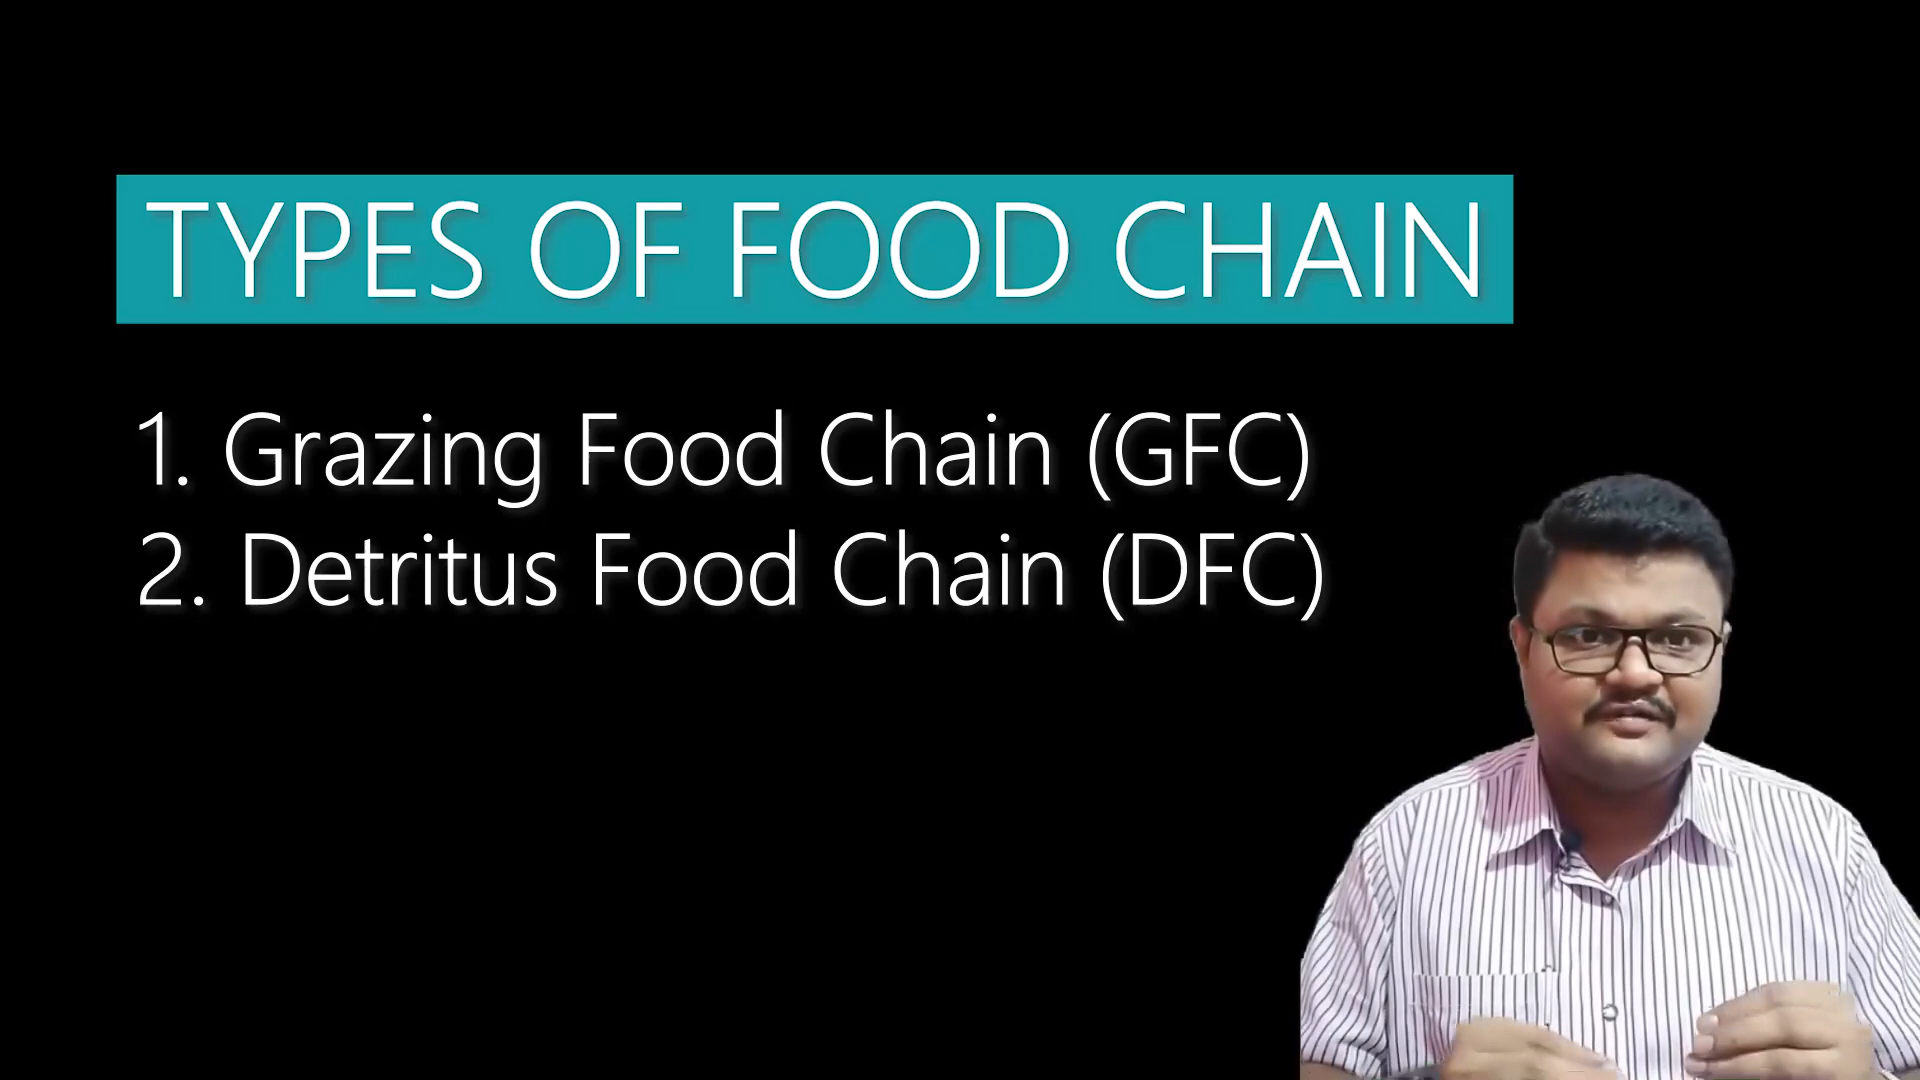 TYPES OF FOOD CHAIN
1. Grazing Food Chain (GFC)
2. Detritus Food Chain (DFC)